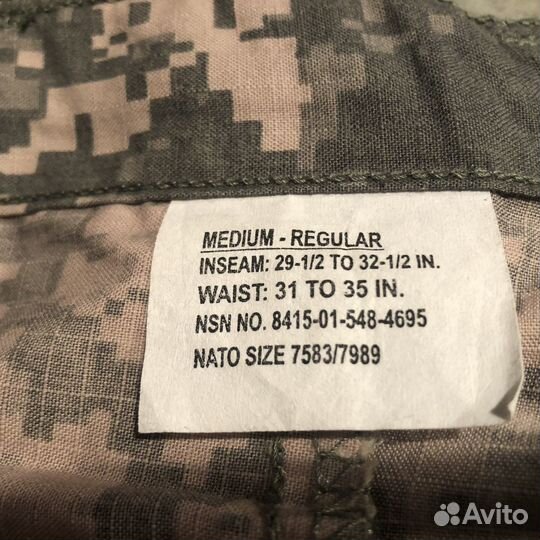 MEDIUM - REGULAR
INSEAM: 29-1/2 TO 32-1/2 IN.
WAIST: 31 TO 35 IN.
NSN NO. 8415-01-548-4695
NATO SIZE 7583/7989
Avito